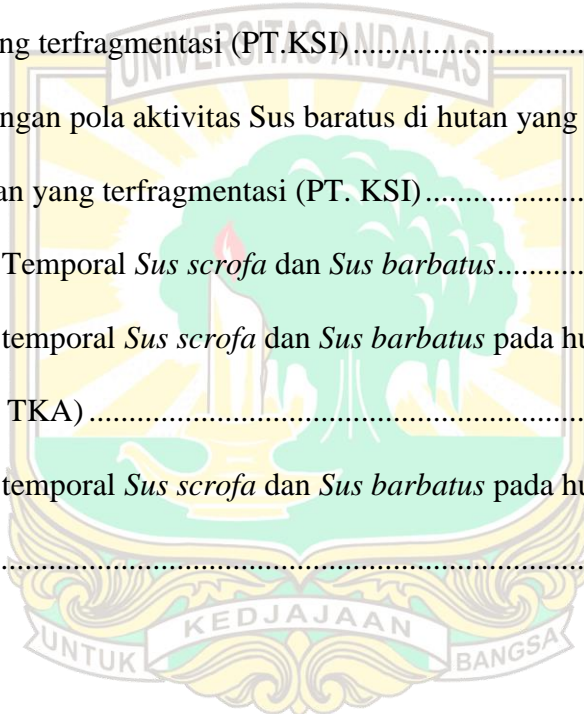 ng terfragmentasi (PT.KSI)..............................
UNIVERSITAS ANDALAS
ngan pola aktivitas Sus baratus di hutan yang
an yang terfragmentasi (PT. KSI).....................
Temporal Sus scrofa dan Sus barbatus............
temporal Sus scrofa dan Sus barbatus pada hu
TKA)..............................................................
temporal Sus scrofa dan Sus barbatus pada hu
.........................................................................
KEDJAJAAN
UNTUK BANGSA